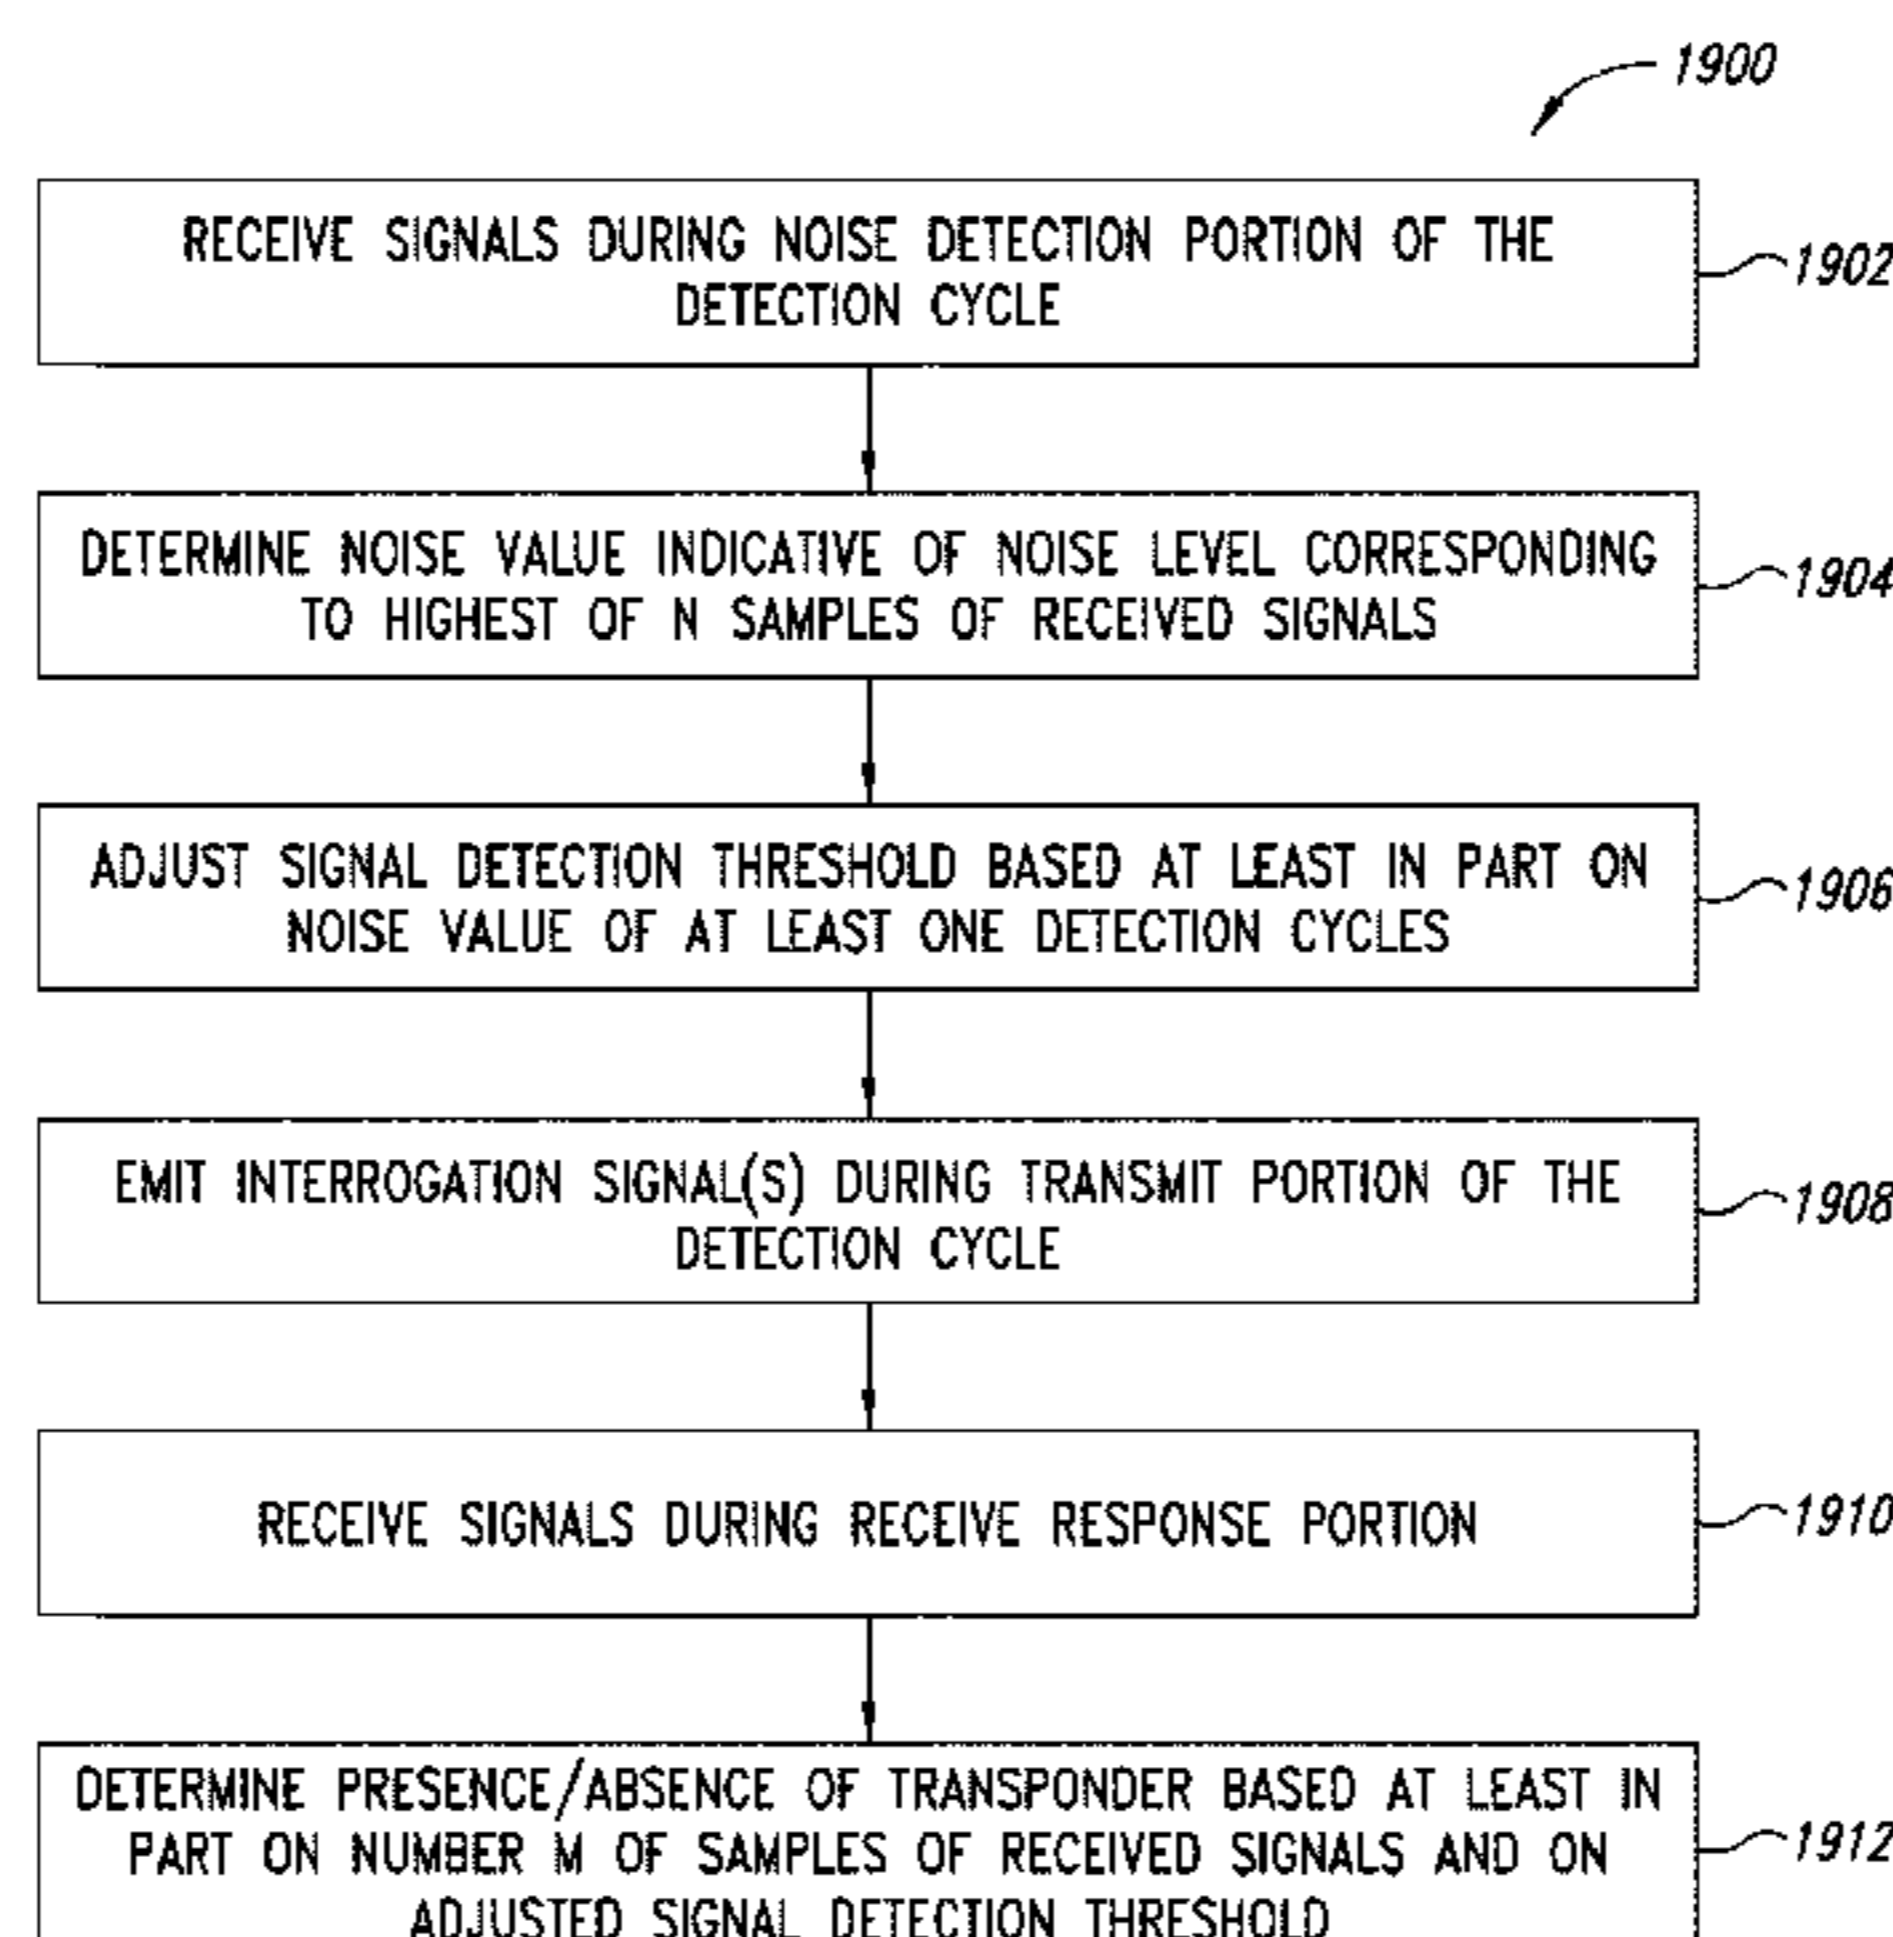 1900
RECEIVE SIGNALS DURING NOISE DETECTION PORTION OF THE
DETECTION CYCLE
1902
DETERMINE NOISE VALUE INDICATIVE OF NOISE LEVEL CORRESPONDING
TO HIGHEST OF N SAMPLES OF RECEIVED SIGNALS
1904
ADJUST SIGNAL DETECTION THRESHOLD BASED AT LEAST IN PART ON
NOISE VALUE OF AT LEAST ONE DETECTION CYCLES
1906
EMIT INTERROGATION SIGNAL(S) DURING TRANSMIT PORTION OF THE
DETECTION CYCLE
1908
RECEIVE SIGNALS DURING RECEIVE RESPONSE PORTION
1910
DETERMINE PRESENCE/ABSENCE OF TRANSPONDER BASED AT LEAST IN
PART ON NUMBER M OF SAMPLES OF RECEIVED SIGNALS AND ON
ADJUSTED SIGNAL DETECTION THRESHOLD
1912